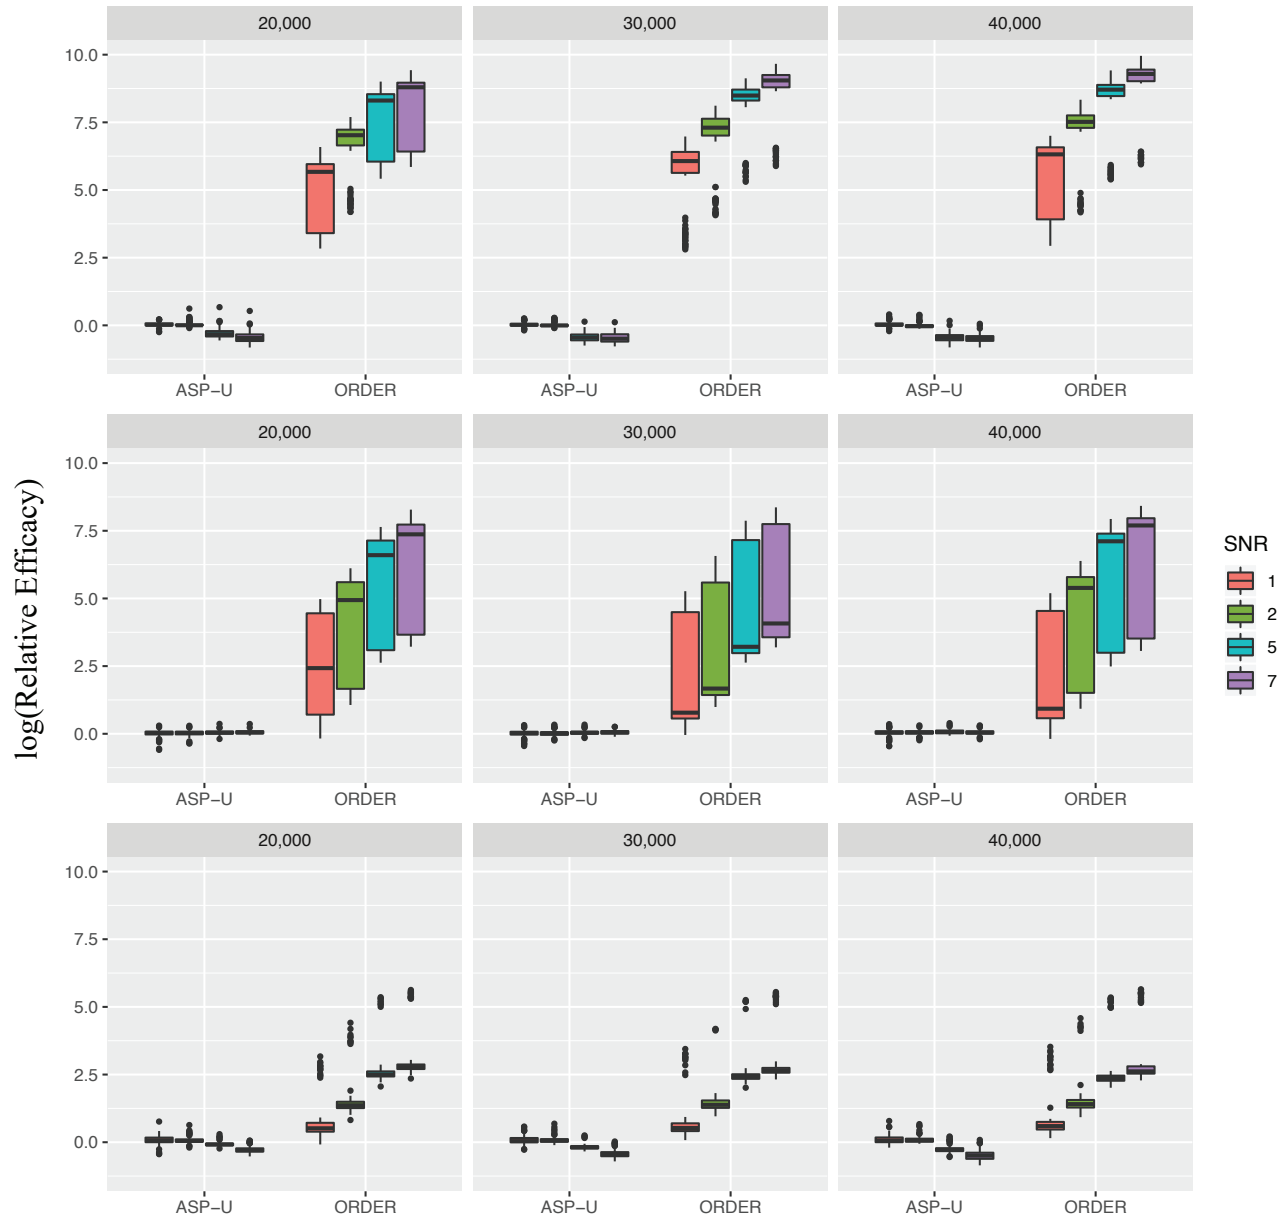 20,000 30,000 40,000
10.0
7.5
5.0
2.5
0.0
ASP−U ORDER ASP−U ORDER ASP−U ORDER
20,000 30,000 40,000
10.0
7.5
5.0
2.5
0.0
ASP−U ORDER ASP−U ORDER ASP−U ORDER
20,000 30,000 40,000
10.0
7.5
5.0
2.5
0.0
ASP−U ORDER ASP−U ORDER ASP−U ORDER
log(Relative Efficacy)
SNR
1
2
5
7